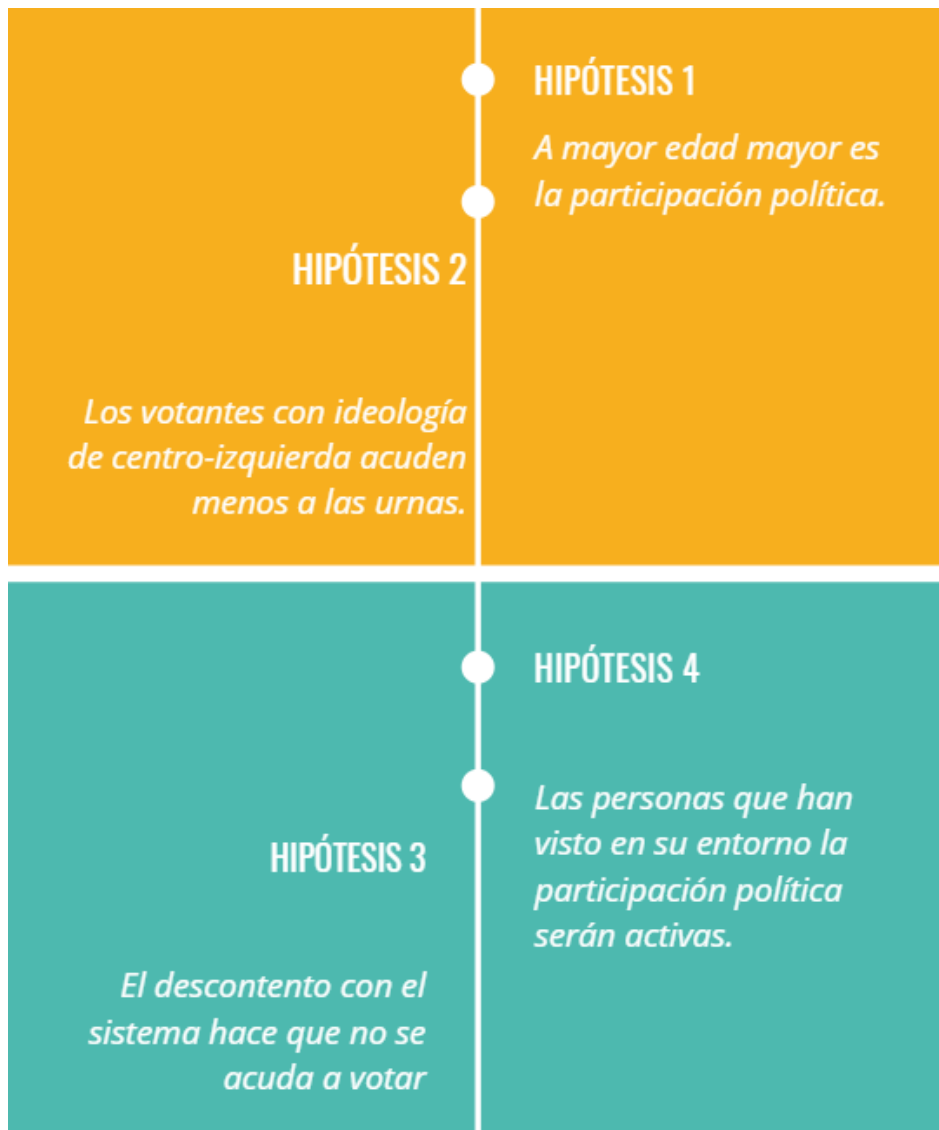 HIPÓTESIS 1
A mayor edad mayor es
la participación política.
HIPÓTESIS 2
Los votantes con ideología
de centro-izquierda acuden
menos a las urnas.
HIPÓTESIS 4
Las personas que han
visto en su entorno la
participación política
serán activas.
HIPÓTESIS 3
El descontento con el
sistema hace que no se
acuda a votar